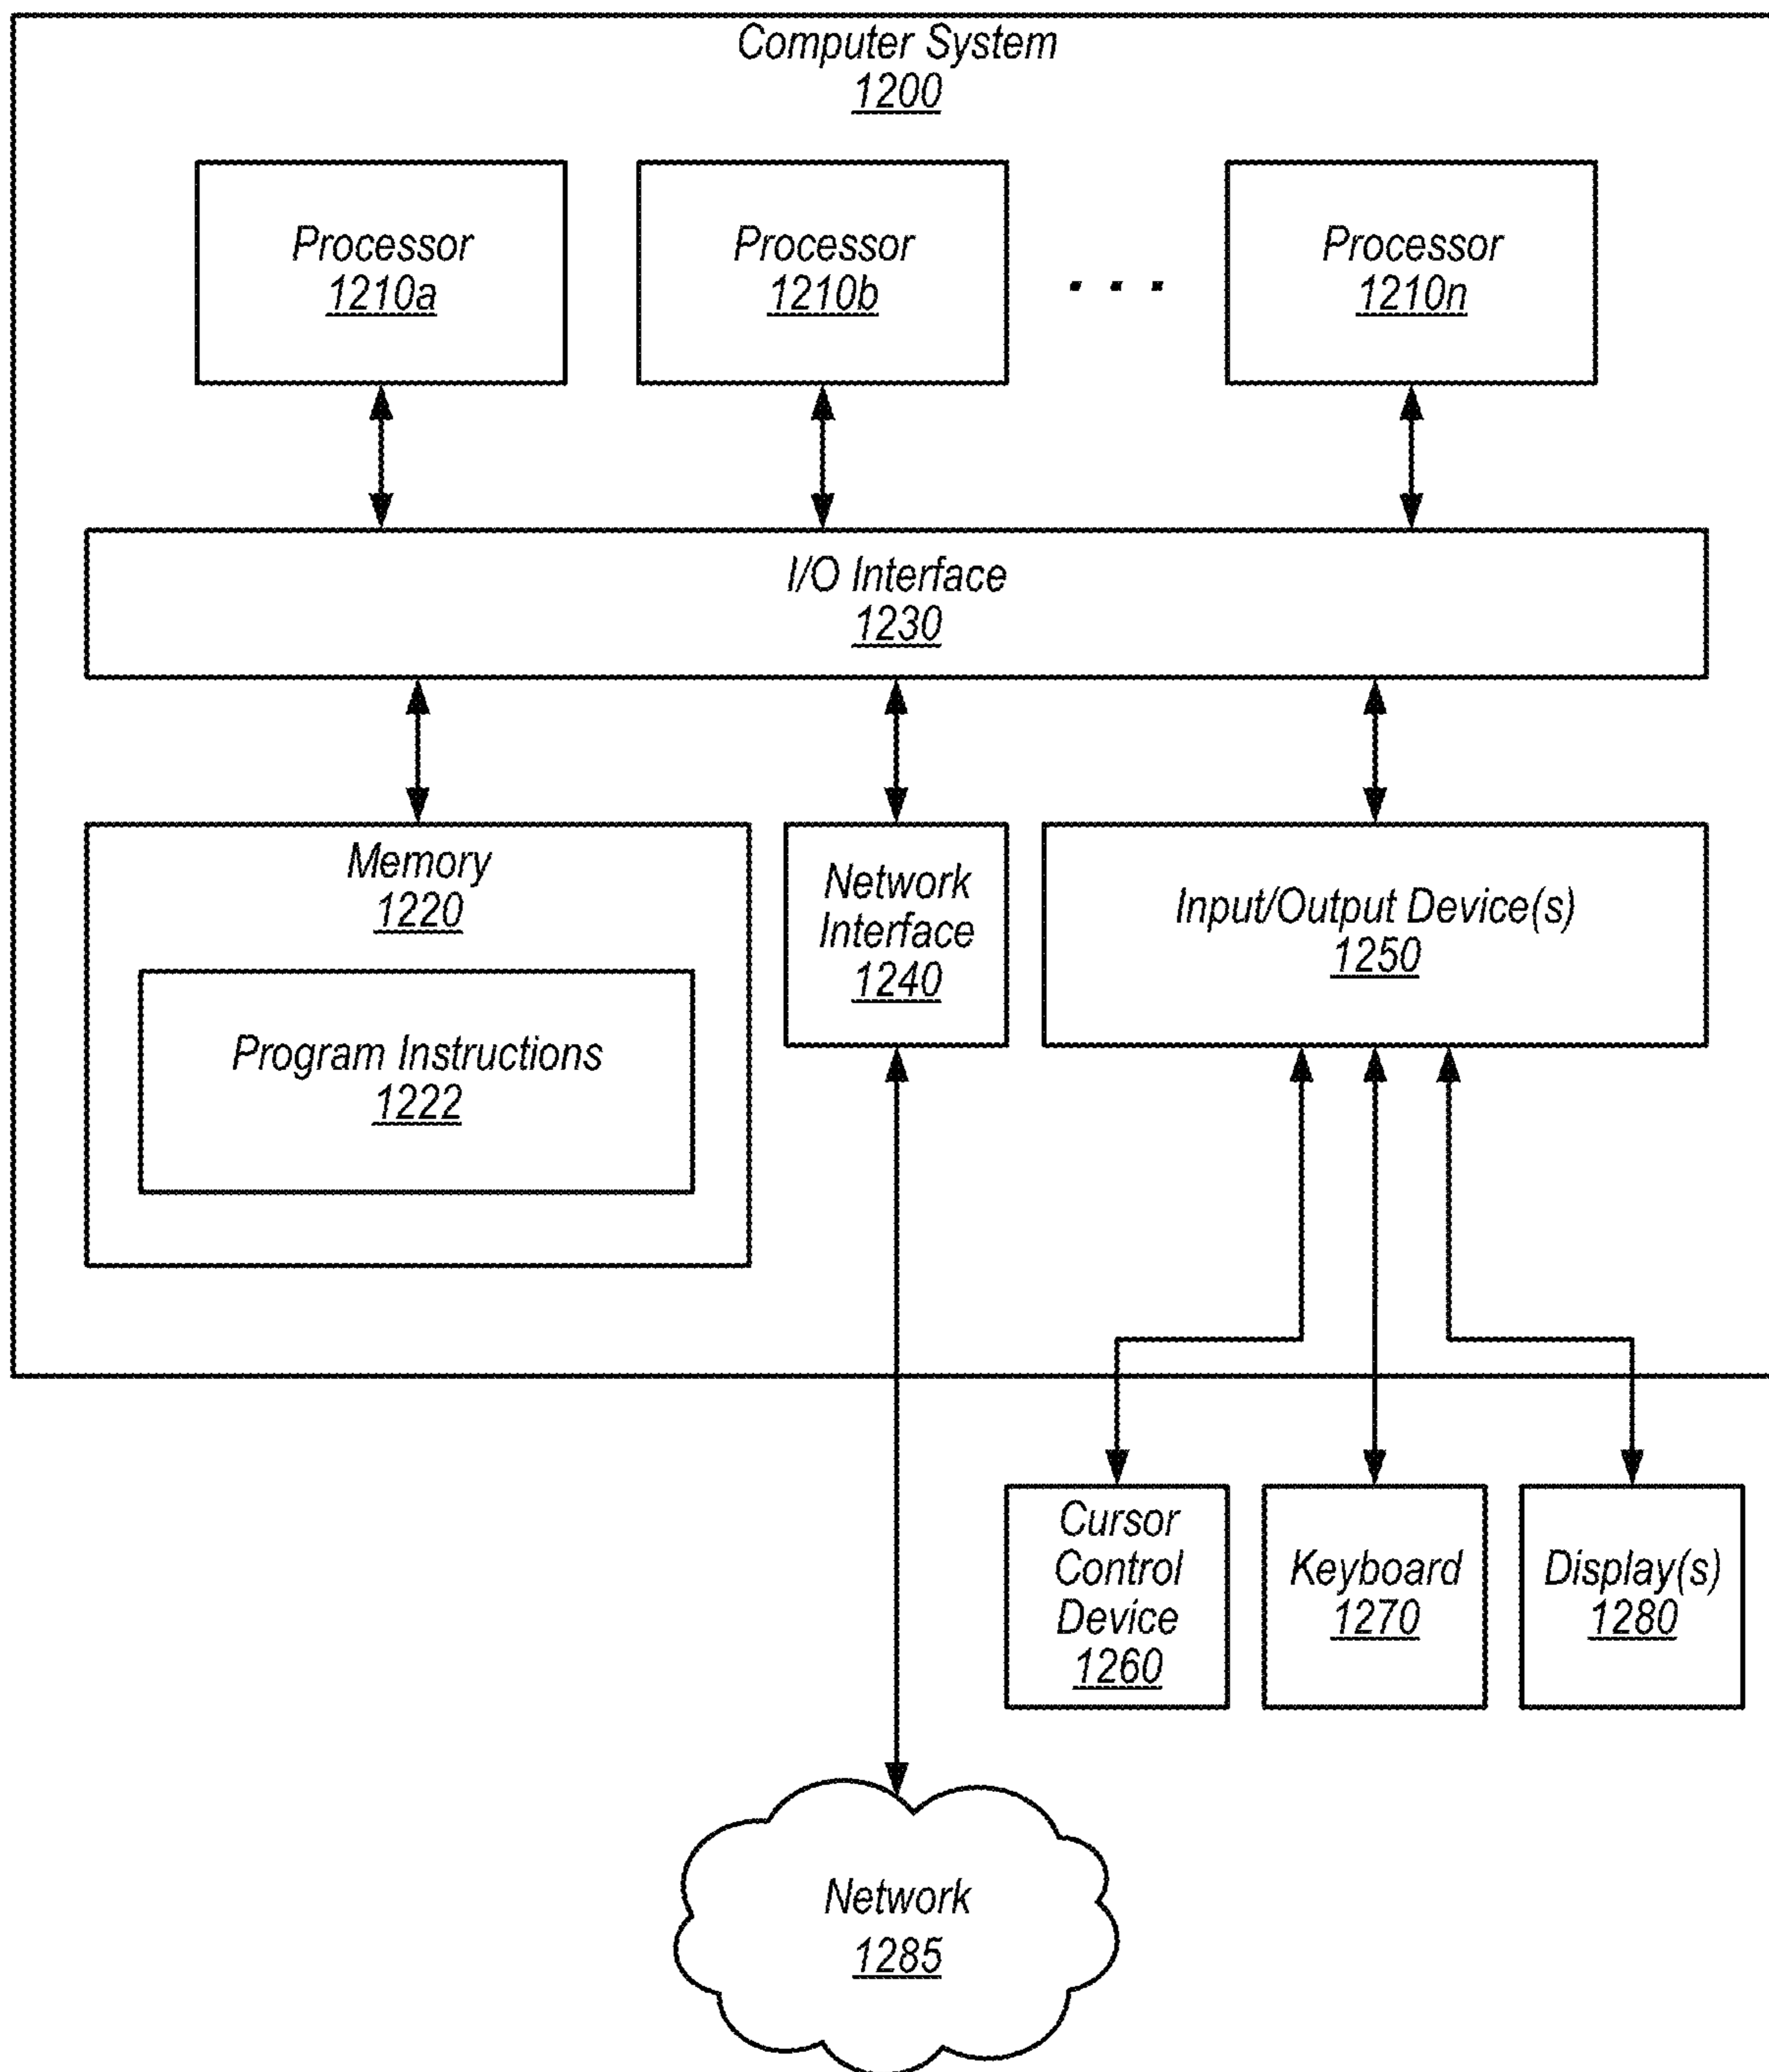 Computer System
1200
Processor
1210a
Processor
1210b
. . .
Processor
1210n
I/O Interface
1230
Memory
1220
Program Instructions
1222
Network
Interface
1240
Input/Output Device(s)
1250
Cursor
Control
Device
1260
Keyboard
1270
Display(s)
1280
Network
1285